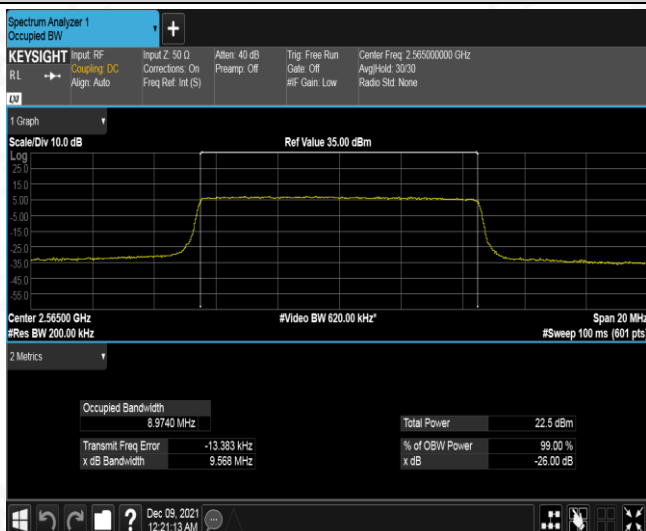 Spectrum Analyzer 1
Occupied BW
+
KEYSIGHT Input: RF Input Z: 50 Ω Atten: 40 dB Trig: Free Run Center Freq: 2.565000000 GHz
RL Coupling: DC Corrections: On Preamp: Off Gate: Off Avg|Hold: 30/30
Align: Auto Freq Ref: Int (S) #IF Gain: Low Radio Std: None
1 Graph
Scale/Div 10.0 dB Ref Value 35.00 dBm
Log
25.0
15.0
5.00
-5.00
-15.0
-25.0
-35.0
-45.0
-55.0
Center 2.56500 GHz #Video BW 620.00 kHz* Span 20 MHz
#Res BW 200.00 kHz #Sweep 100 ms (601 pts)
2 Metrics
Occupied Bandwidth
8.9740 MHz Total Power 22.5 dBm
Transmit Freq Error -13.383 kHz % of OBW Power 99.00 %
x dB Bandwidth 9.568 MHz x dB -26.00 dB
? Dec 09, 2021
12:21:13 AM